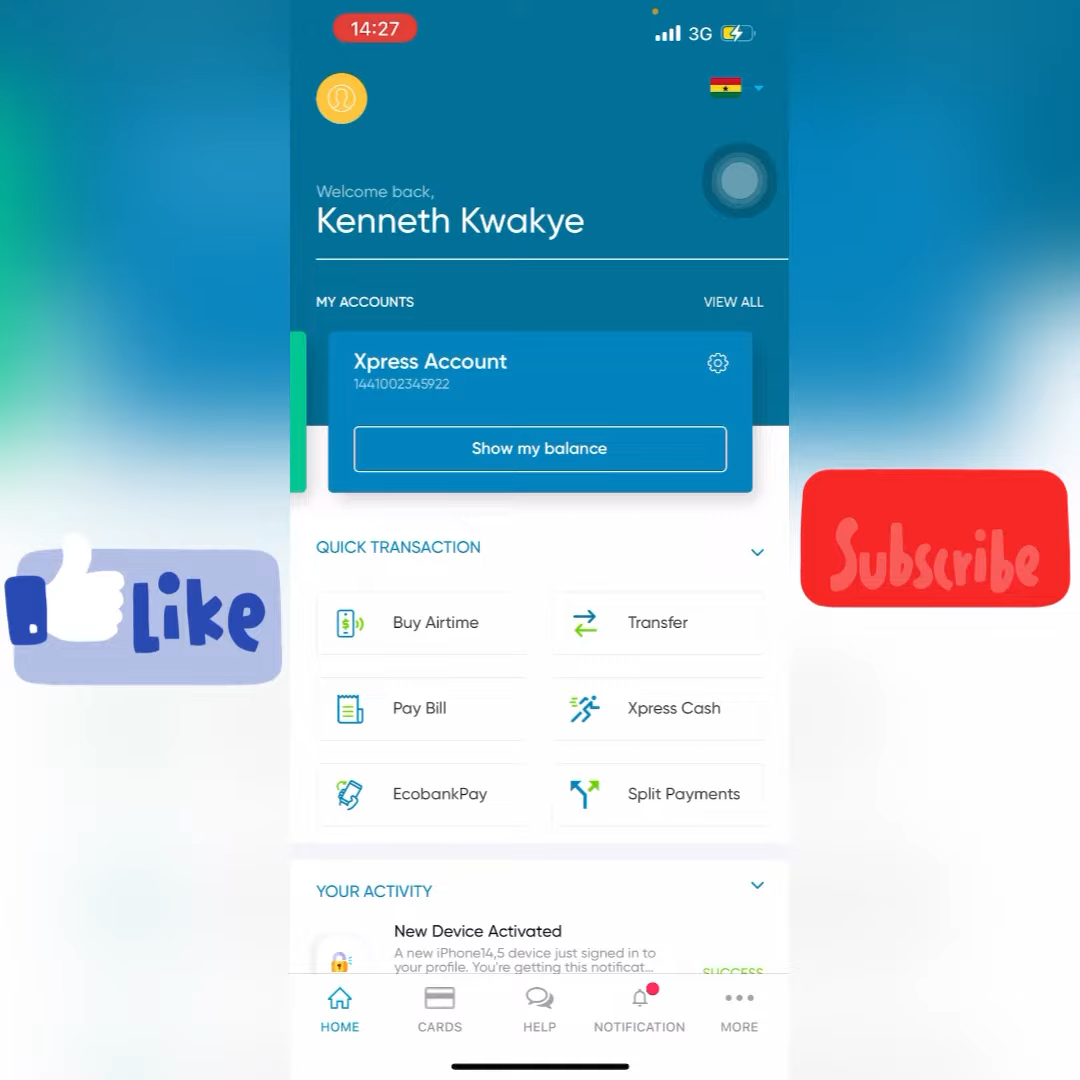 14:27
3G
Welcome back,
Kenneth Kwakye
MY ACCOUNTS
VIEW ALL
Xpress Account
1441002345922
Show my balance
Like
Subscribe
QUICK TRANSACTION
Buy Airtime
Transfer
Pay Bill
Xpress Cash
EcobankPay
Split Payments
YOUR ACTIVITY
New Device Activated
A new iPhone14,5 device just signed in to
your profile. You're getting this notificat...
SUCCESS
HOME
CARDS
HELP
NOTIFICATION
MORE